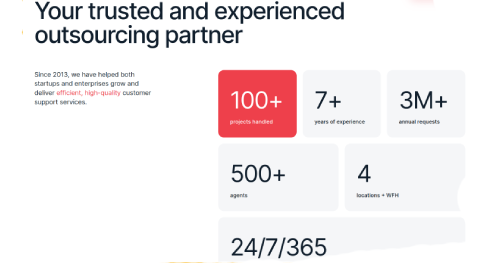 Your trusted and experienced
outsourcing partner
Since 2013, we have helped both
startups and enterprises grow and
deliver efficient, high-quality customer
support services.
100+
projects handled
7+
years of experience
3M+
annual requests
500+
agents
4
locations + WFH
24/7/365